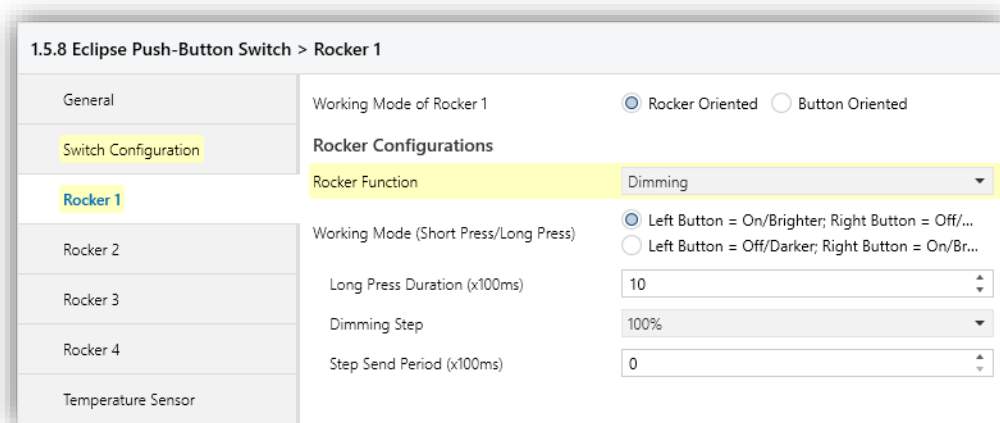 1.5.8 Eclipse Push-Button Switch > Rocker 1
General
Switch Configuration
Rocker 1
Rocker 2
Rocker 3
Rocker 4
Temperature Sensor
Working Mode of Rocker 1 Rocker Oriented Button Oriented
Rocker Configurations
Rocker Function Dimming
Working Mode (Short Press/Long Press) Left Button = On/Brighter; Right Button = Off/...
Left Button = Off/Darker; Right Button = On/Br...
Long Press Duration (x100ms) 10
Dimming Step 100%
Step Send Period (x100ms) 0